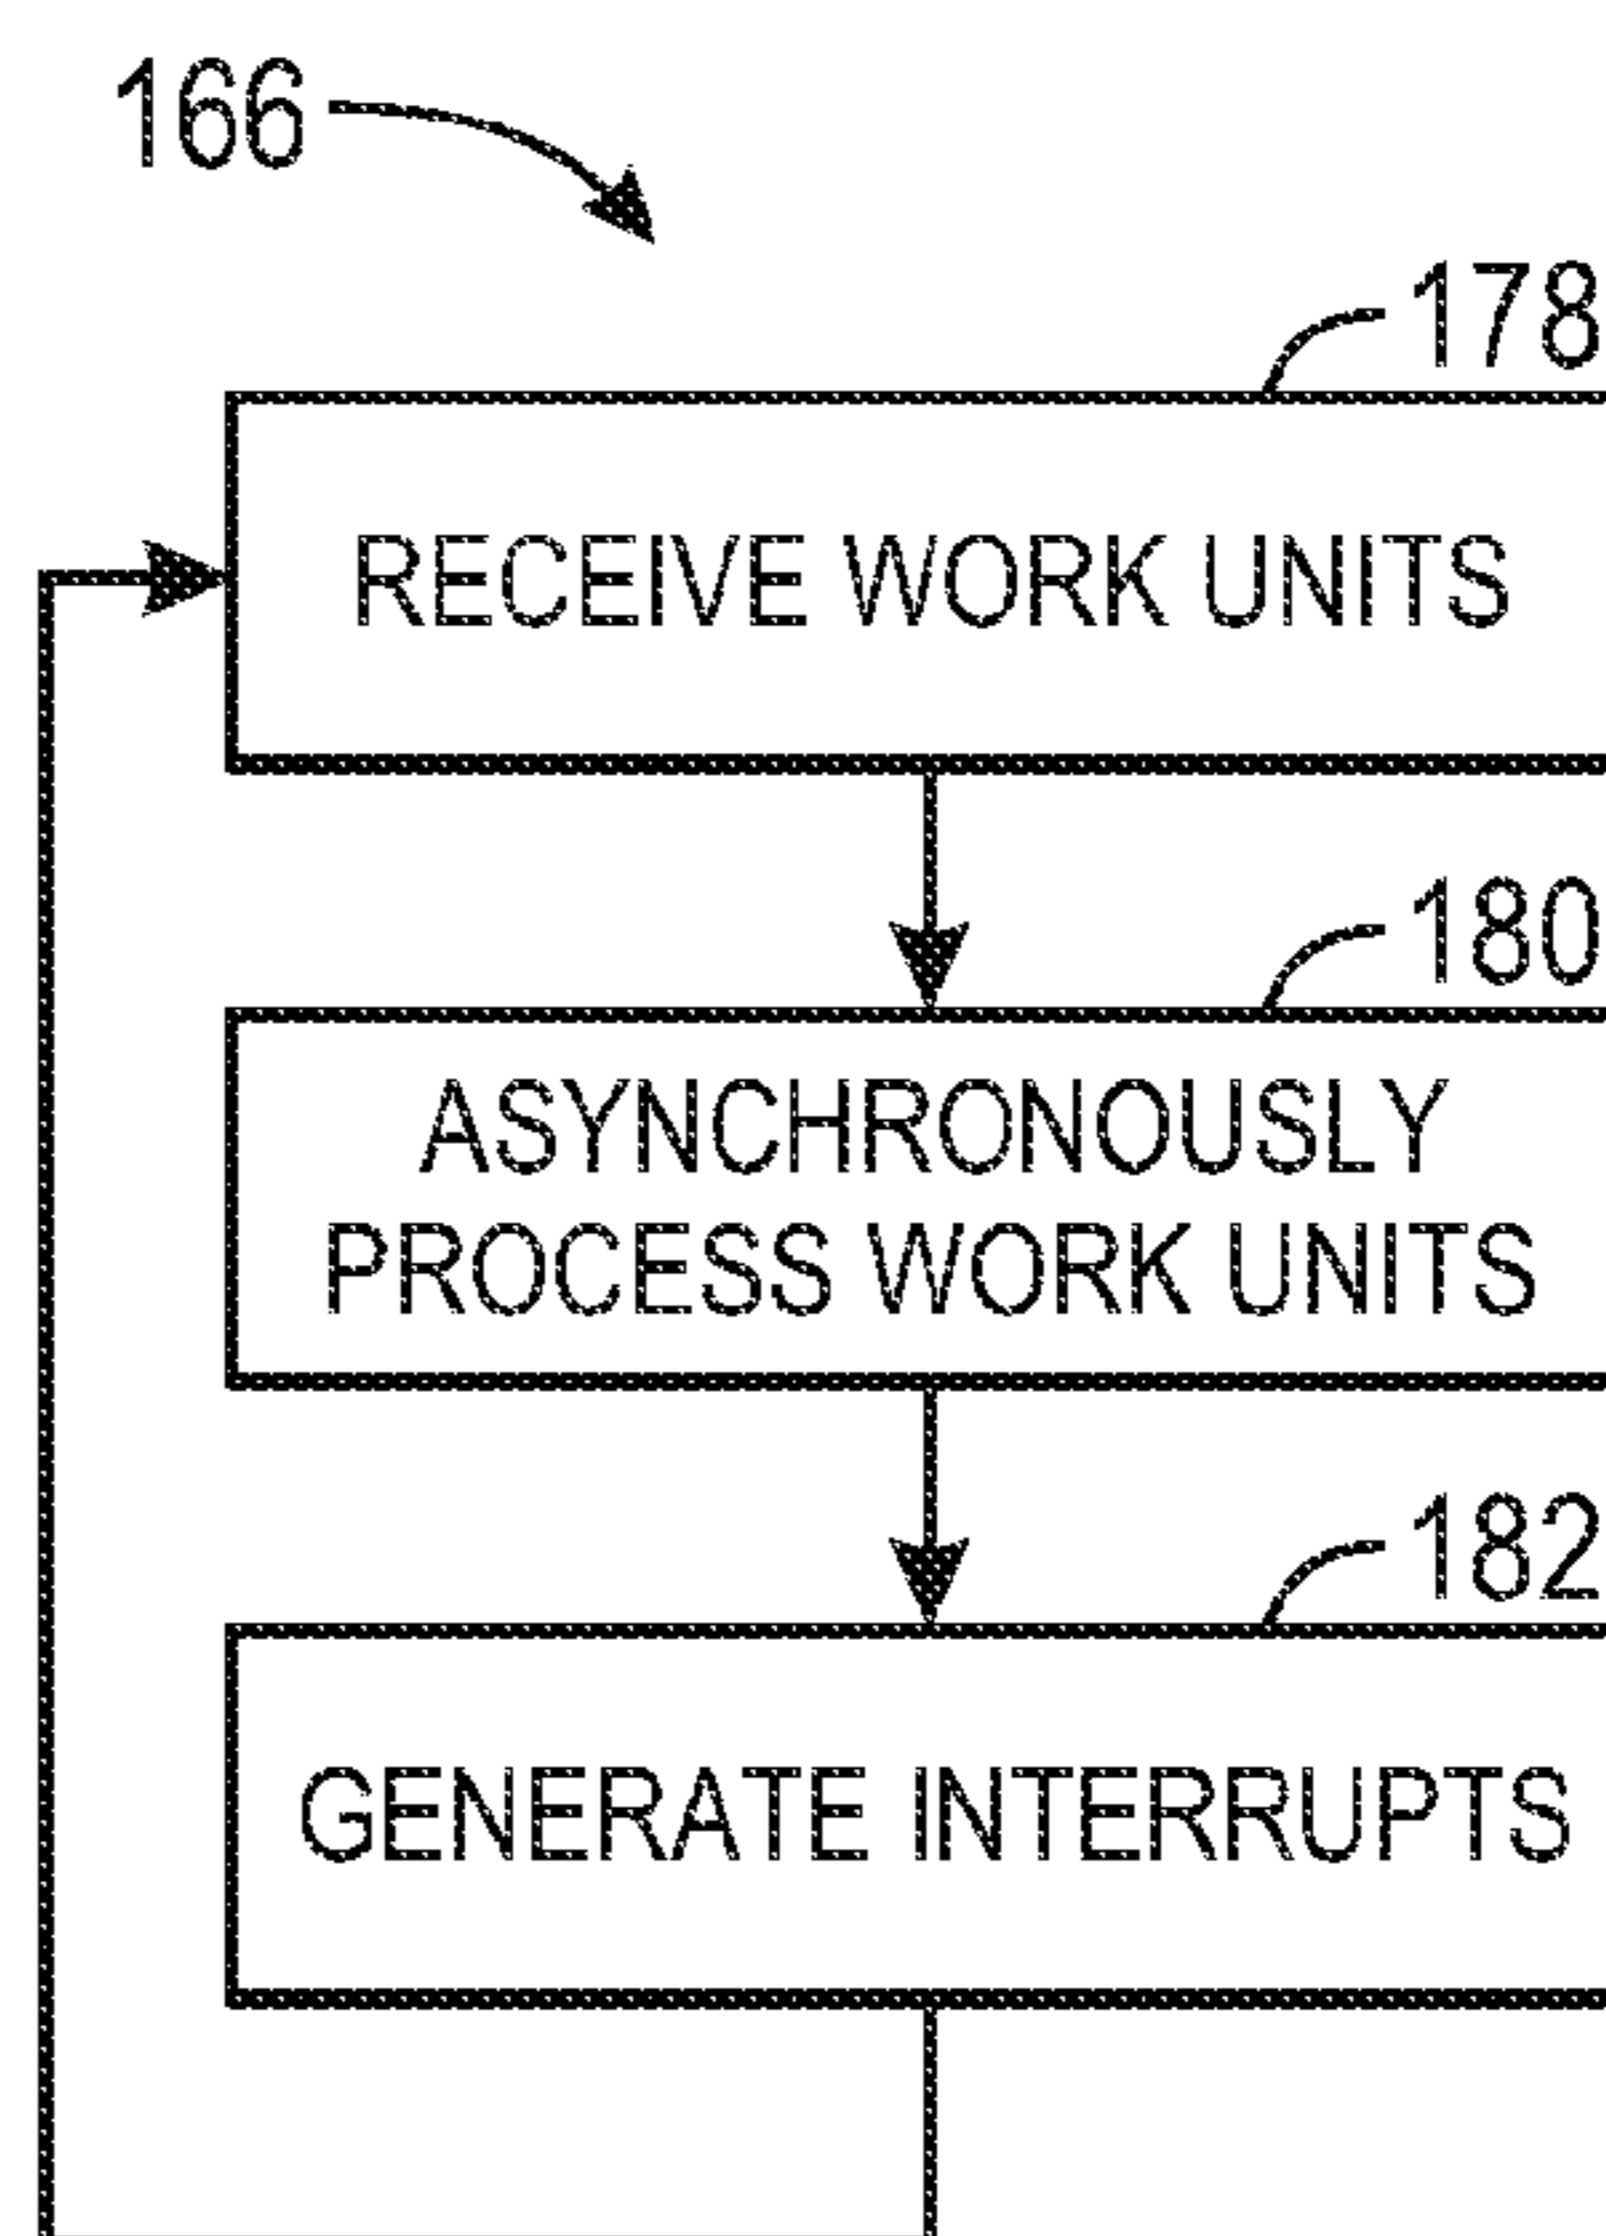 166
178
RECEIVE WORK UNITS
180
ASYNCHRONOUSLY
PROCESS WORK UNITS
182
GENERATE INTERRUPTS